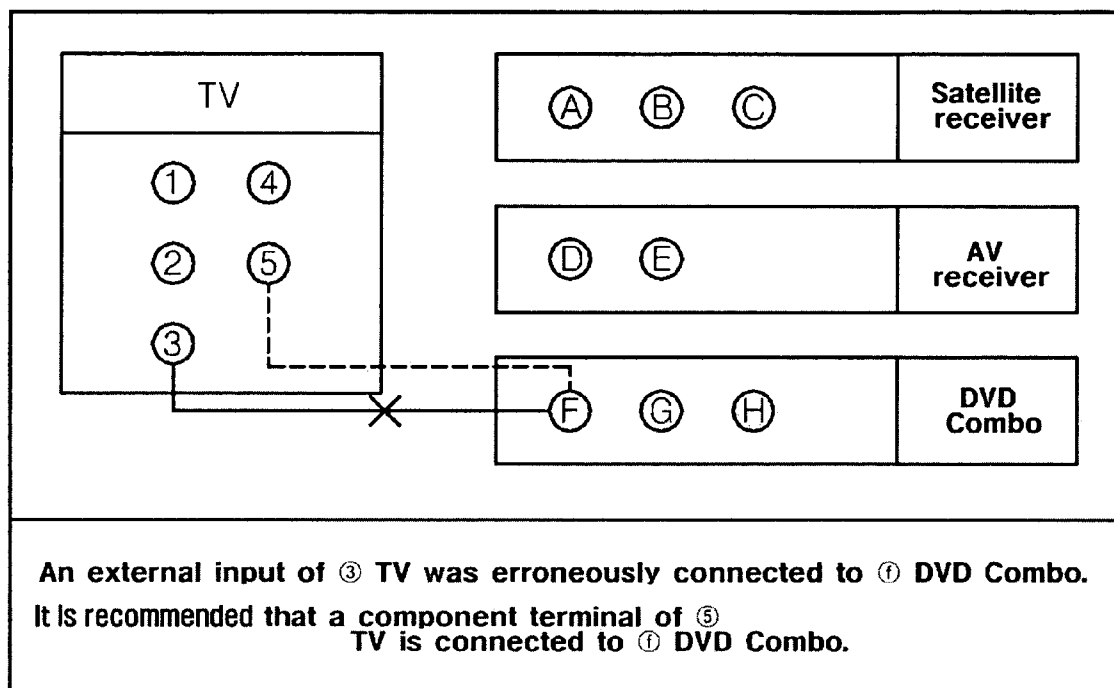 TV
① ④
② ⑤
③
Ⓐ Ⓑ Ⓒ
Satellite
receiver
Ⓓ Ⓔ
AV
receiver
Ⓕ Ⓖ Ⓗ
DVD
Combo
An external input of ③ TV was erroneously connected to ⓕ DVD Combo.
It is recommended that a component terminal of ⑤
TV is connected to ⓕ DVD Combo.